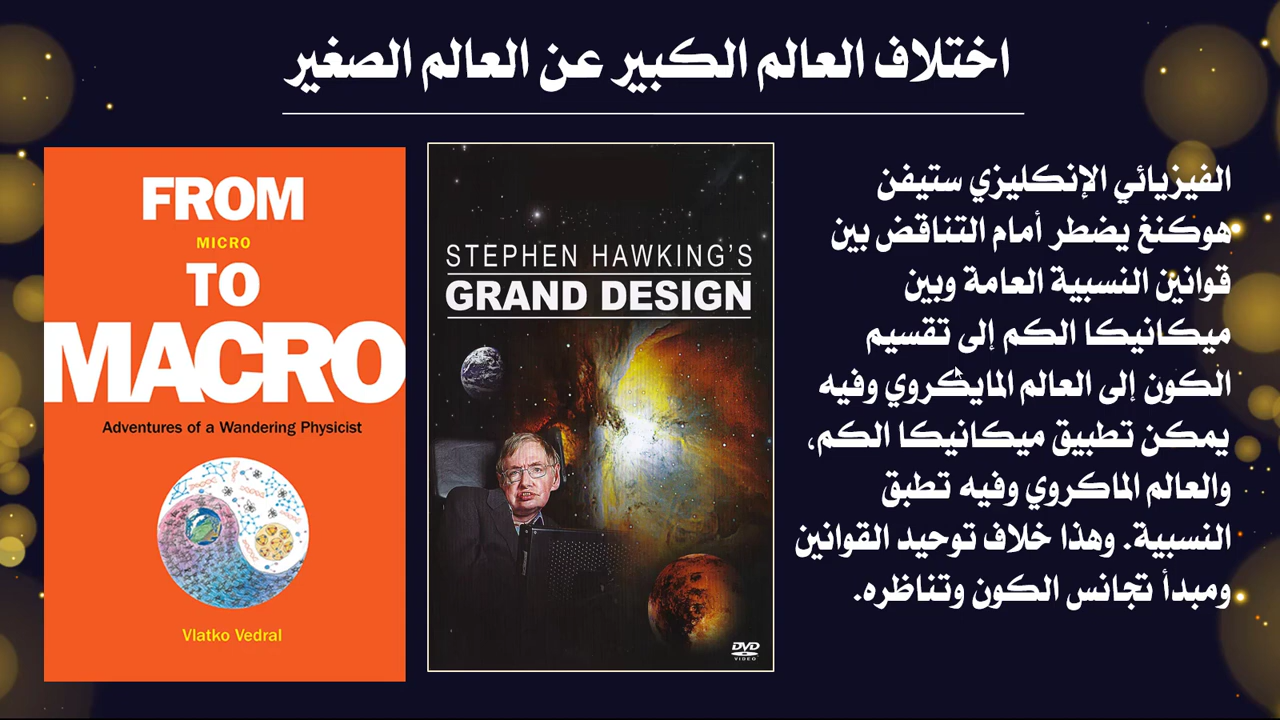 اختلاف العالم الكبير عن العالم الصغير
الفيزيائي الإنكليزي ستيفن
هوكنغ يضطر أمام التناقض بين
قوانين النسبية العامة وبين
ميكانيكا الكم إلى تقسيم
الكون إلى العالم المايكروي وفيه
يمكن تطبيق ميكانيكا الكم،
والعالم الماكروي وفيه تطبق
النسبية. وهذا خلاف توحيد القوانين
ومبدأ تجانس الكون وتناظره.
STEPHEN HAWKING'S
GRAND DESIGN
DVD
VIDEO
FROM
MICRO
TO
MACRO
Adventures of a Wandering Physicist
Vlatko Vedral